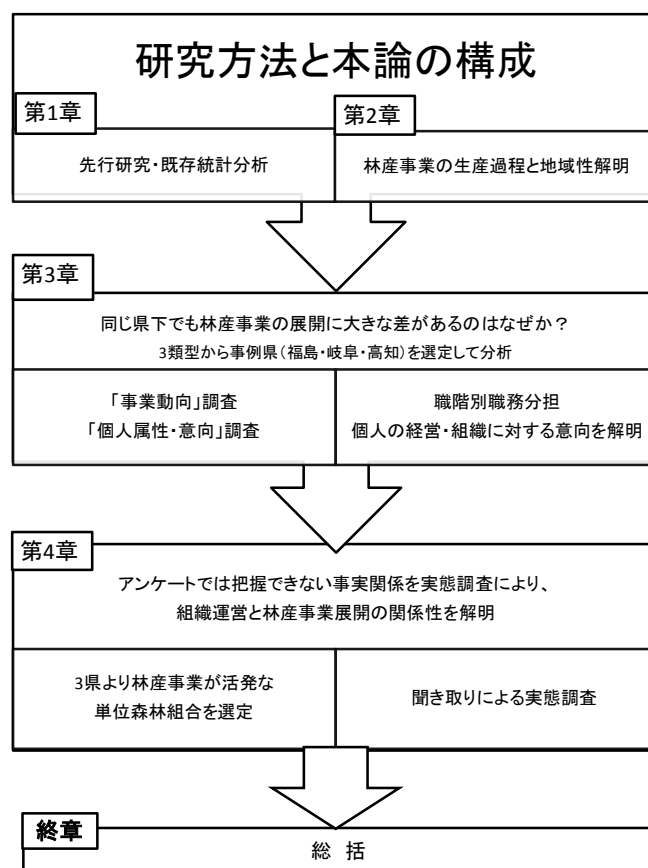 研究方法と本論の構成
第1章
先行研究・既存統計分析
第2章
林産事業の生産過程と地域性解明
第3章
同じ県下でも林産事業の展開に大きな差があるのはなぜか？
3類型から事例県（福島・岐阜・高知）を選定して分析
「事業動向」調査
「個人属性・意向」調査
職階別職務分担
個人の経営・組織に対する意向を解明
第4章
アンケートでは把握できない事実関係を実態調査により、
組織運営と林産事業展開の関係性を解明
3県より林産事業が活発な
単位森林組合を選定
聞き取りによる実態調査
終章
総 括